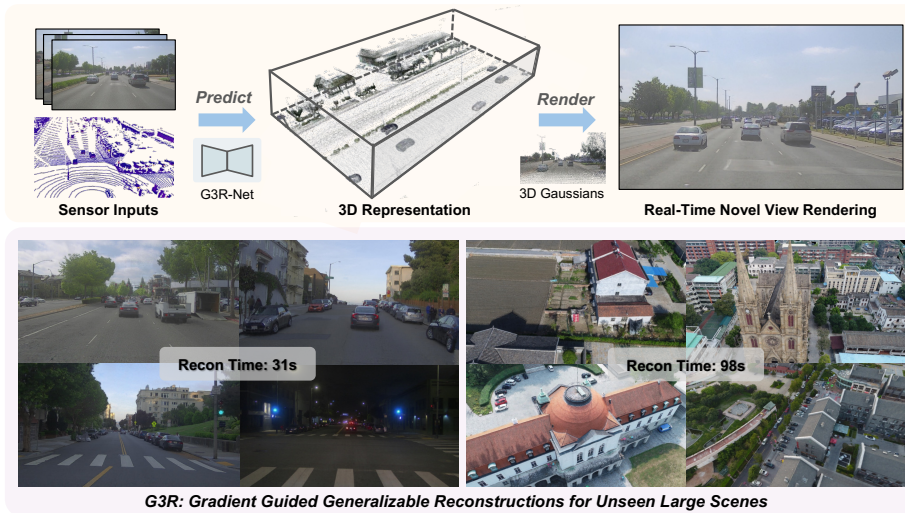 Predict
G3R-Net
Render
3D Gaussians
Sensor Inputs
3D Representation
Real-Time Novel View Rendering
Recon Time: 31s
Recon Time: 98s
G3R: Gradient Guided Generalizable Reconstructions for Unseen Large Scenes